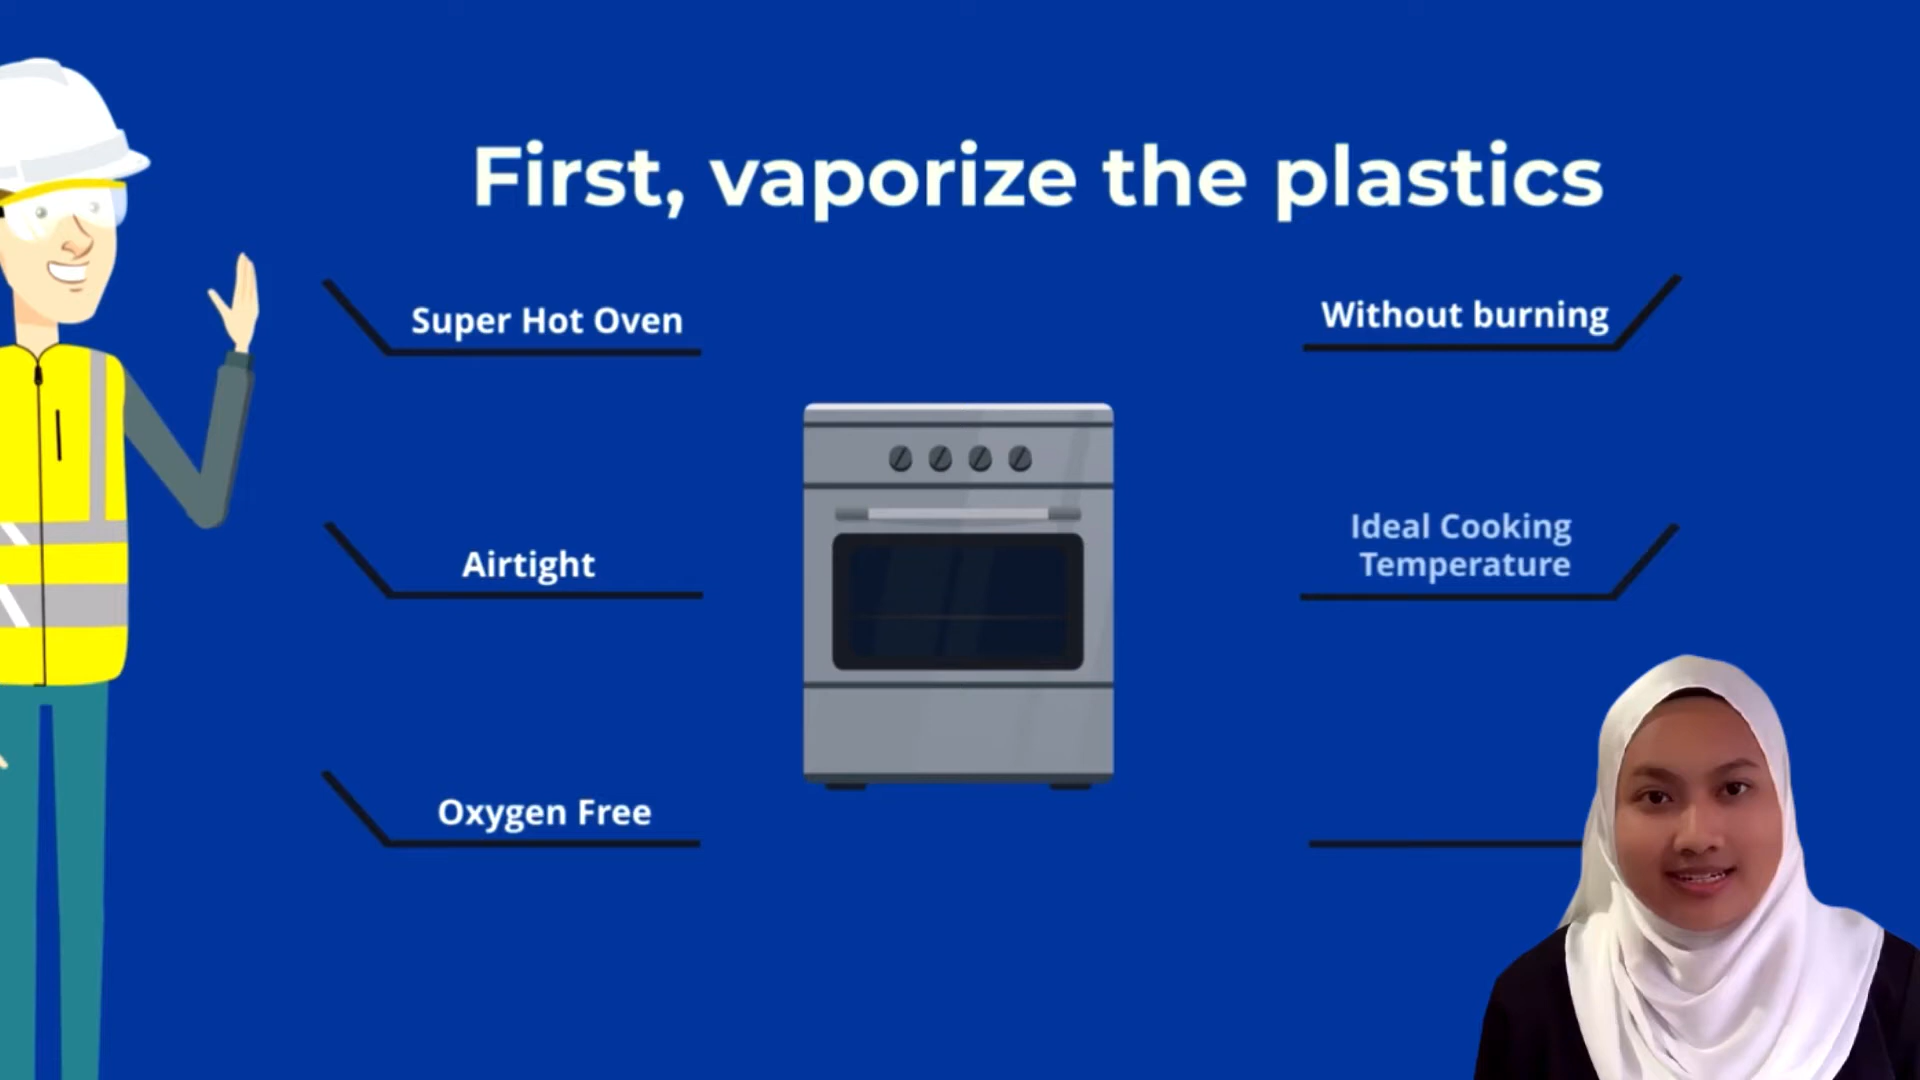 First, vaporize the plastics
Super Hot Oven
Without burning
Airtight
Ideal Cooking
Temperature
Oxygen Free